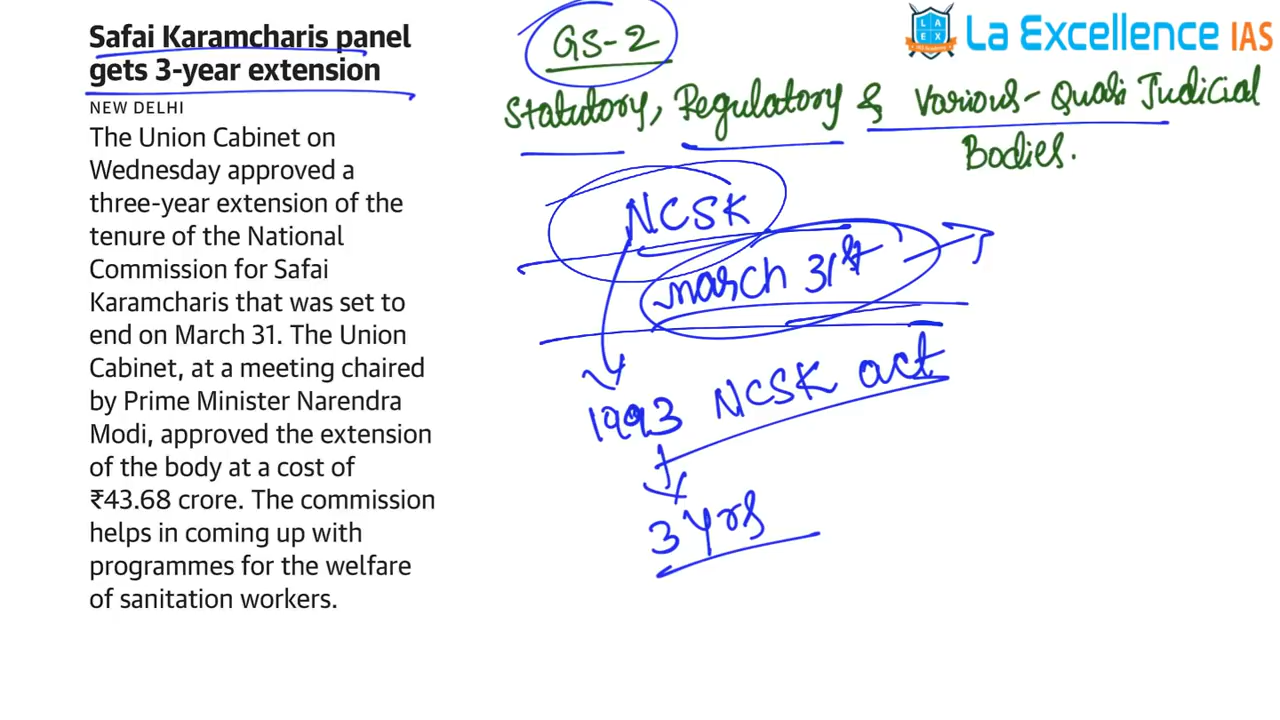 Safai Karamcharis panel
gets 3-year extension
NEW DELHI
The Union Cabinet on
Wednesday approved a
three-year extension of the
tenure of the National
Commission for Safai
Karamcharis that was set to
end on March 31. The Union
Cabinet, at a meeting chaired
by Prime Minister Narendra
Modi, approved the extension
of the body at a cost of
₹43.68 crore. The commission
helps in coming up with
programmes for the welfare
of sanitation workers.
GS-2
La Excellence IAS
Statutory, Regulatory & Various - Quasi Judicial
Bodies.
NCSK
March 31st
1993 NCSK act
3 yrs